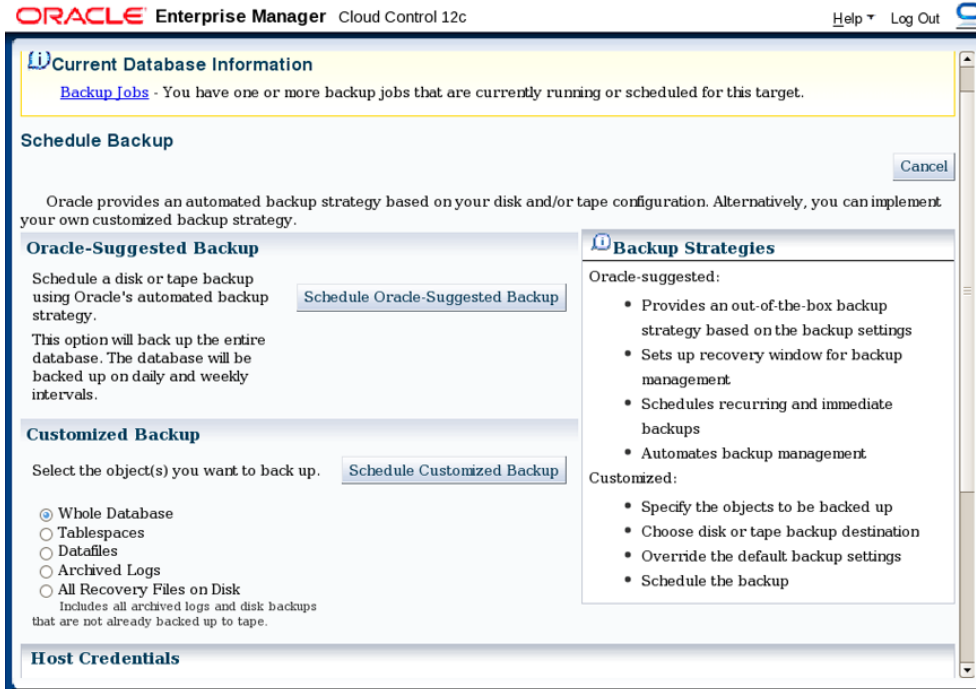 ORACLE Enterprise Manager Cloud Control 12c
Help Log Out
Current Database Information
Backup Jobs - You have one or more backup jobs that are currently running or scheduled for this target.
Schedule Backup
Cancel
Oracle provides an automated backup strategy based on your disk and/or tape configuration. Alternatively, you can implement
your own customized backup strategy.
Oracle-Suggested Backup
Schedule a disk or tape backup
using Oracle's automated backup
strategy.
Schedule Oracle-Suggested Backup
This option will back up the entire
database. The database will be
backed up on daily and weekly
intervals.
Customized Backup
Select the object(s) you want to back up.
Schedule Customized Backup
Whole Database
Tablespaces
Datafiles
Archived Logs
All Recovery Files on Disk
Includes all archived logs and disk backups
that are not already backed up to tape.
Backup Strategies
Oracle-suggested:
• Provides an out-of-the-box backup
strategy based on the backup settings
• Sets up recovery window for backup
management
• Schedules recurring and immediate
backups
• Automates backup management
Customized:
• Specify the objects to be backed up
• Choose disk or tape backup destination
• Override the default backup settings
• Schedule the backup
Host Credentials